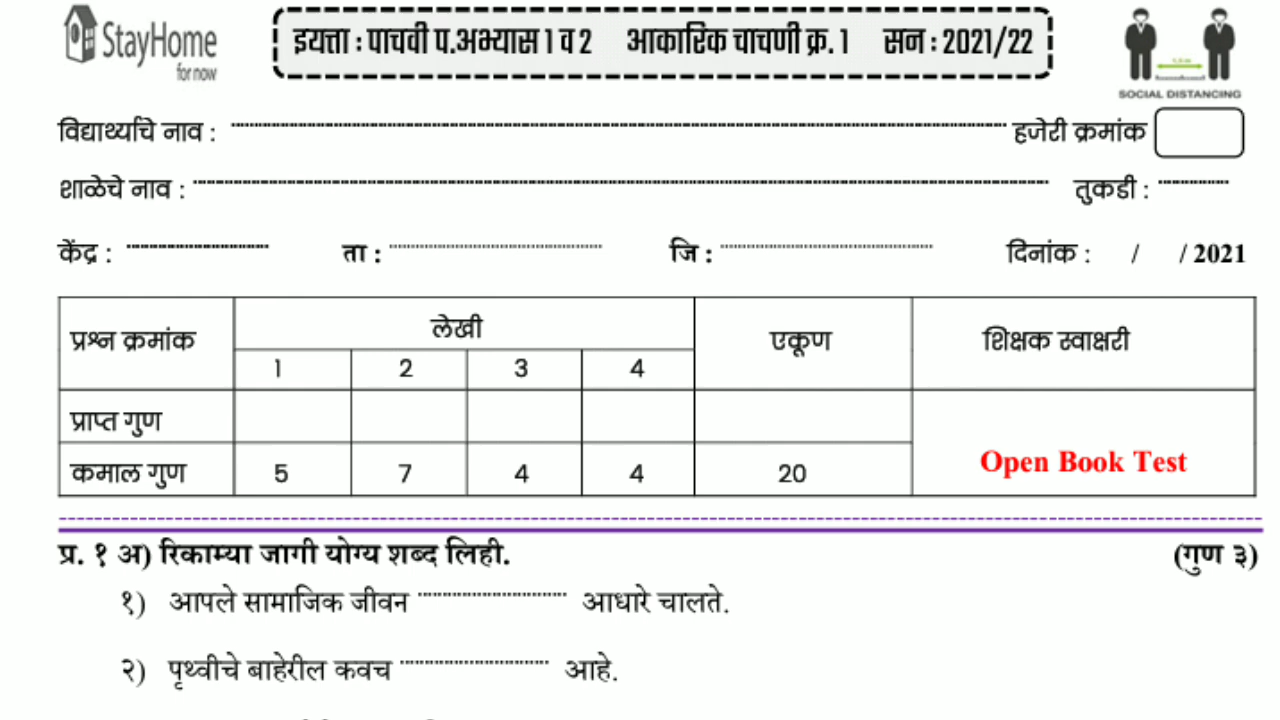 StayHome
for now
इयत्ता : पाचवी प.अभ्यास 1 व 2 आकारिक चाचणी क्र. 1 सन : 2021/22
SOCIAL DISTANCING
विद्यार्थ्याचे नाव : हजेरी क्रमांक
शाळेचे नाव : तुकडी :
केंद्र : ता : जि : दिनांक : / / 2021
प्रश्न क्रमांक लेखी एकूण शिक्षक स्वाक्षरी
1 2 3 4
प्राप्त गुण
कमाल गुण 5 7 4 4 20 Open Book Test
प्र. १ अ) रिकाम्या जागी योग्य शब्द लिही. (गुण ३)
१) आपले सामाजिक जीवन ........................ आधारे चालते.
२) पृथ्वीचे बाहेरील कवच ........................ आहे.